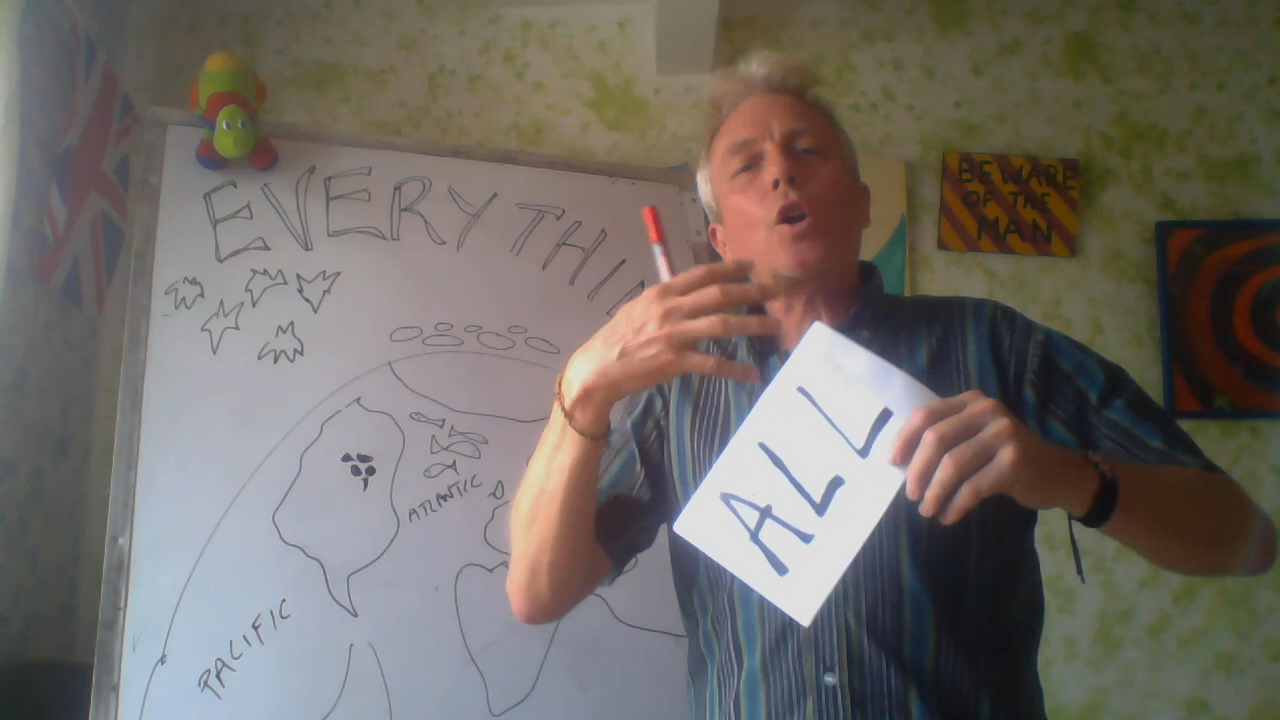 EVERYTHIN
BEWARE
OF THE
MAN
ALL
ATLANTIC
PACIFIC